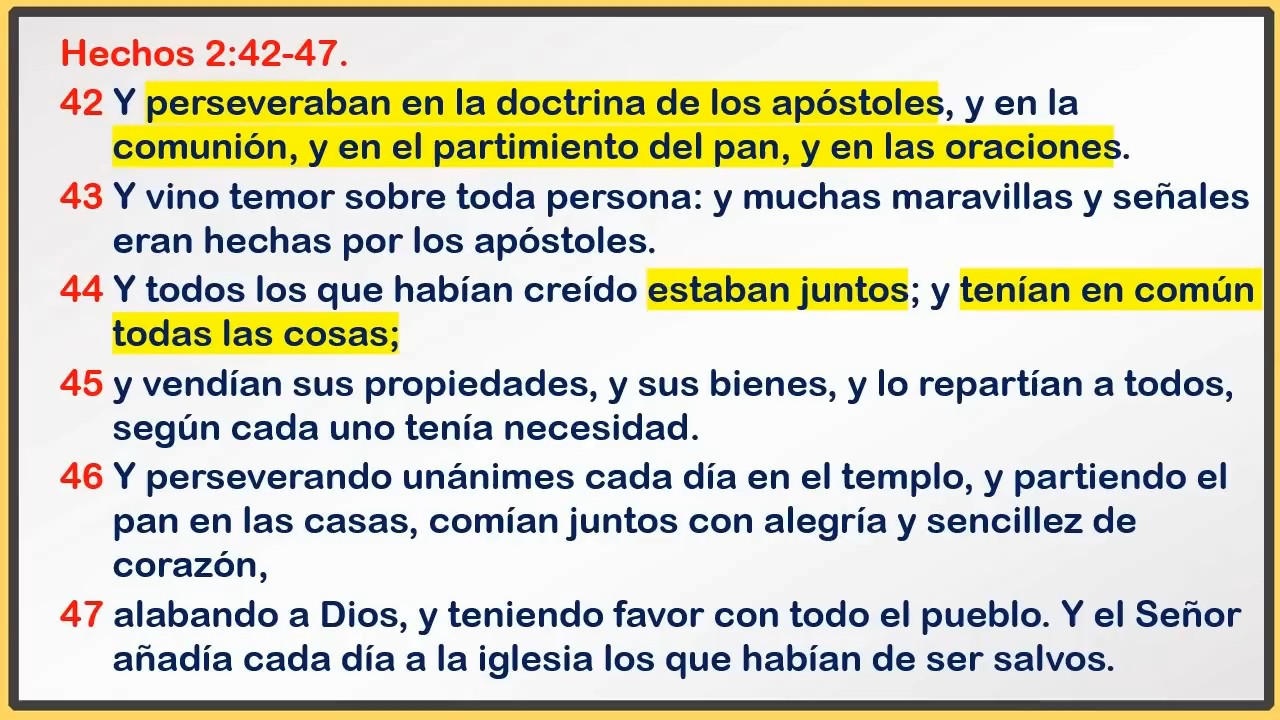 Hechos 2:42-47.
42 Y perseveraban en la doctrina de los apóstoles, y en la
comunión, y en el partimiento del pan, y en las oraciones.
43 Y vino temor sobre toda persona: y muchas maravillas y señales
eran hechas por los apóstoles.
44 Y todos los que habían creído estaban juntos; y tenían en común
todas las cosas;
45 y vendían sus propiedades, y sus bienes, y lo repartían a todos,
según cada uno tenía necesidad.
46 Y perseverando unánimes cada día en el templo, y partiendo el
pan en las casas, comían juntos con alegría y sencillez de
corazón,
47 alabando a Dios, y teniendo favor con todo el pueblo. Y el Señor
añadía cada día a la iglesia los que habían de ser salvos.